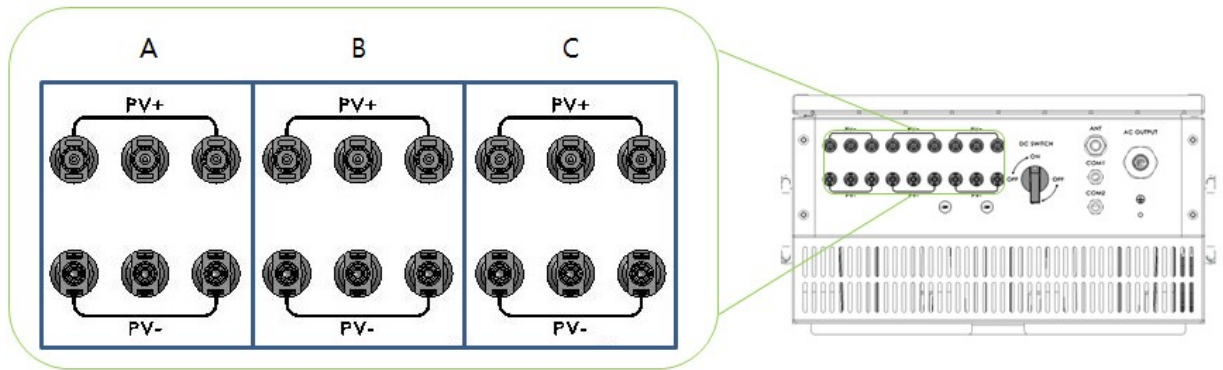 A B C
PV+ PV+ PV+
PV- PV- PV-
ANT AC OUTPUT
DC SWITCH
ON
COM1
OFF OFF
COM2